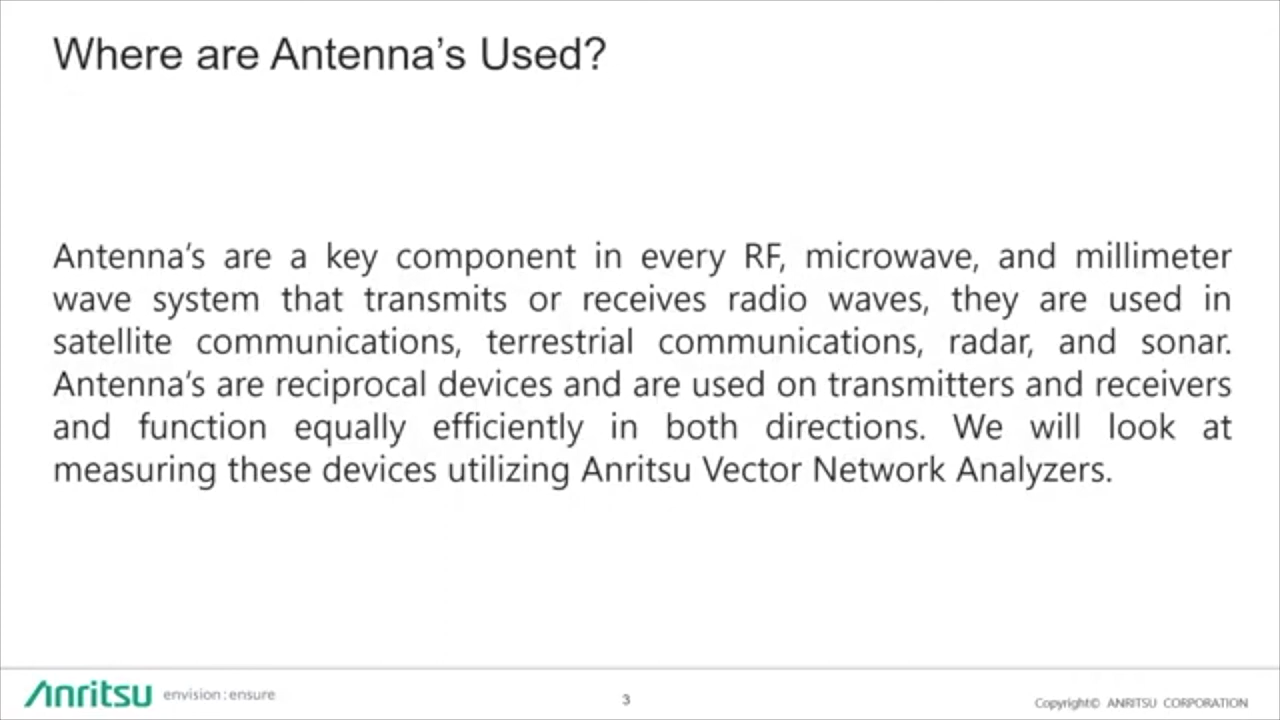 Where are Antenna’s Used?
Antenna’s are a key component in every RF, microwave, and millimeter
wave system that transmits or receives radio waves, they are used in
satellite communications, terrestrial communications, radar, and sonar.
Antenna’s are reciprocal devices and are used on transmitters and receivers
and function equally efficiently in both directions. We will look at
measuring these devices utilizing Anritsu Vector Network Analyzers.
Anritsu envision : ensure
3
Copyright© ANRITSU CORPORATION